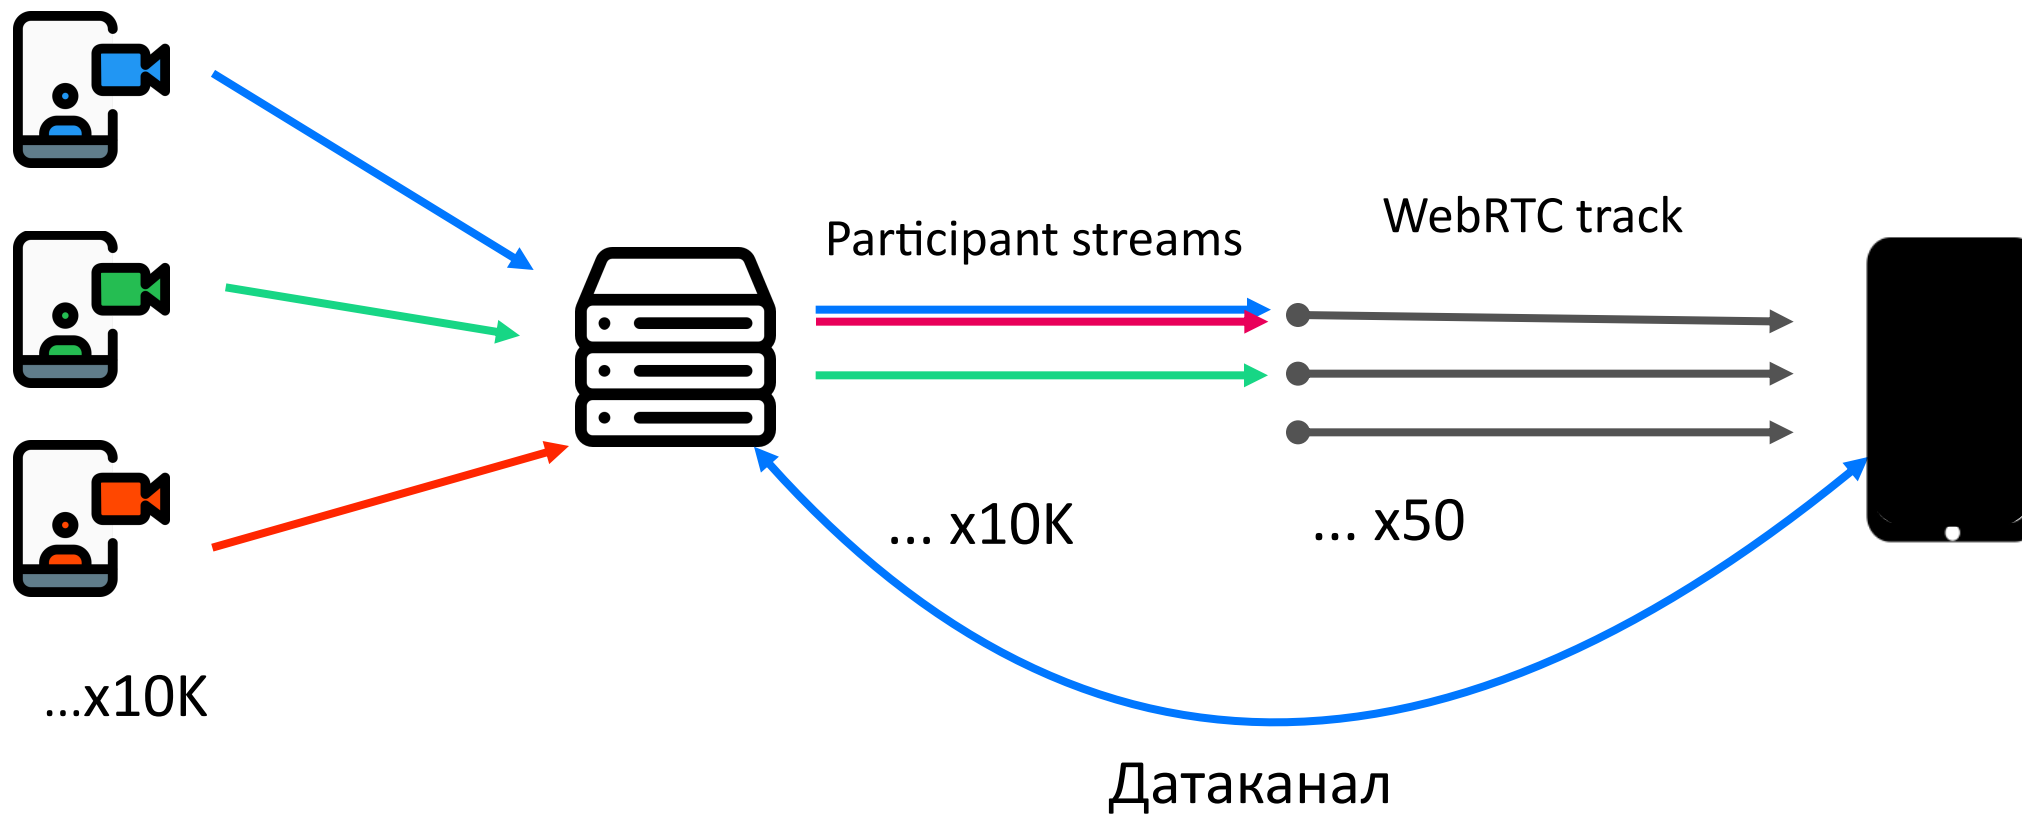 Participant streams
WebRTC track
... x10K
... x50
...x10K
Датаканал